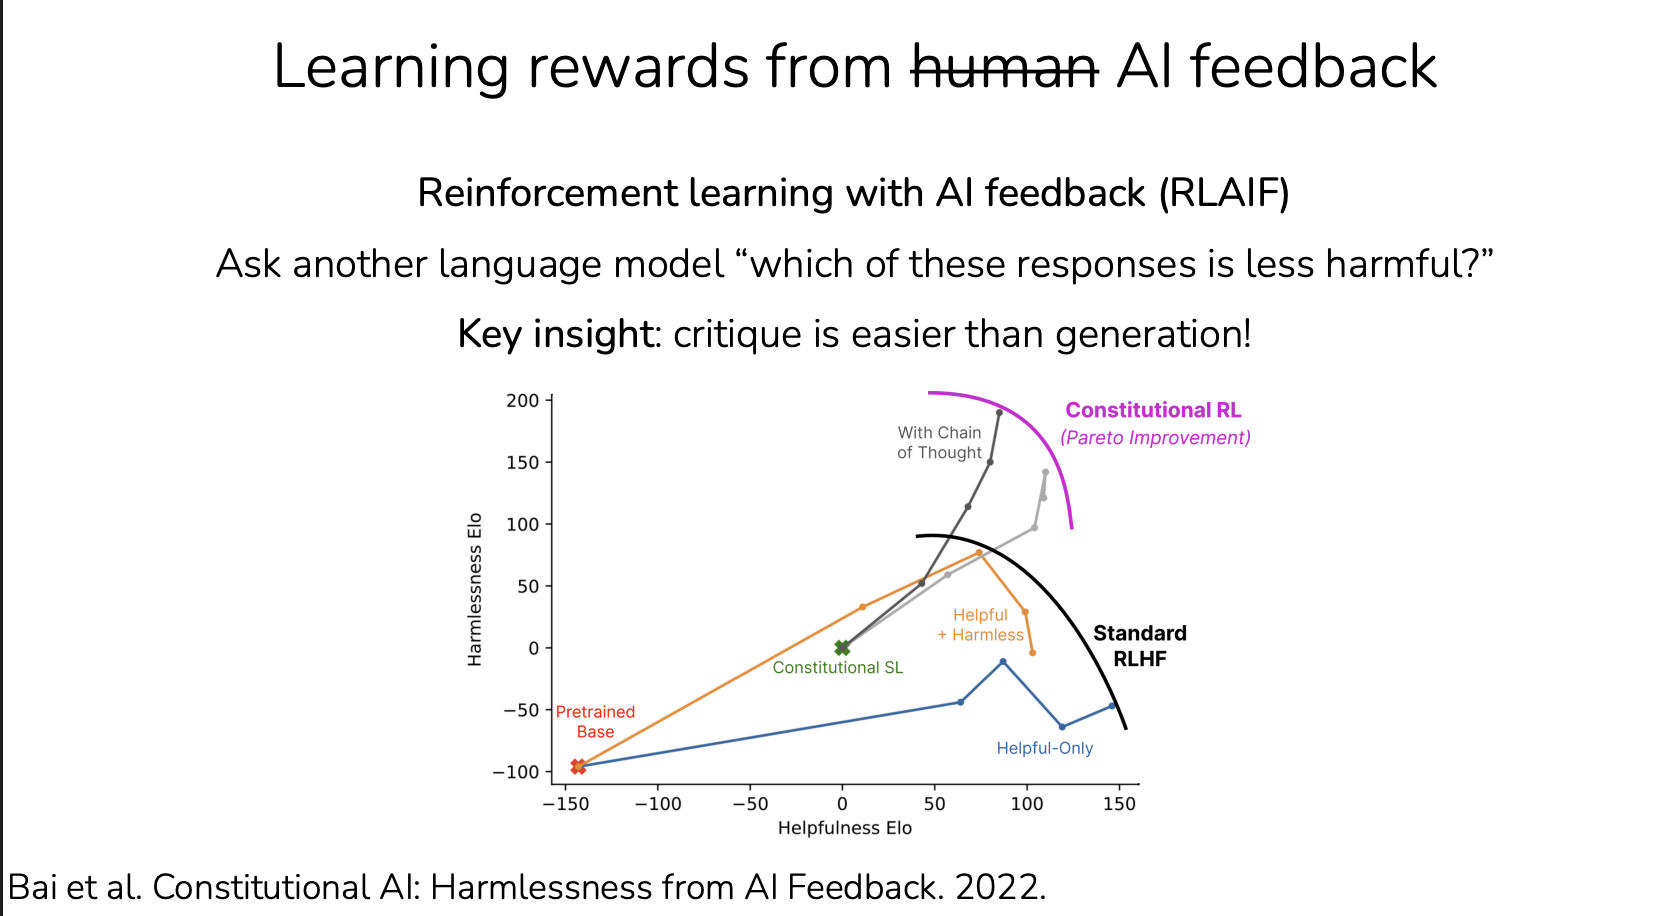 Learning rewards from human AI feedback
Reinforcement learning with AI feedback (RLAIF)
Ask another language model “which of these responses is less harmful?”
Key insight: critique is easier than generation!
200
150
100
50
0
−50
−100
Harmlessness Elo
With Chain
of Thought
Constitutional RL
(Pareto Improvement)
Helpful
+ Harmless
Standard
RLHF
Constitutional SL
Pretrained
Base
Helpful-Only
−150 −100 −50 0 50 100 150
Helpfulness Elo
Bai et al. Constitutional AI: Harmlessness from AI Feedback. 2022.